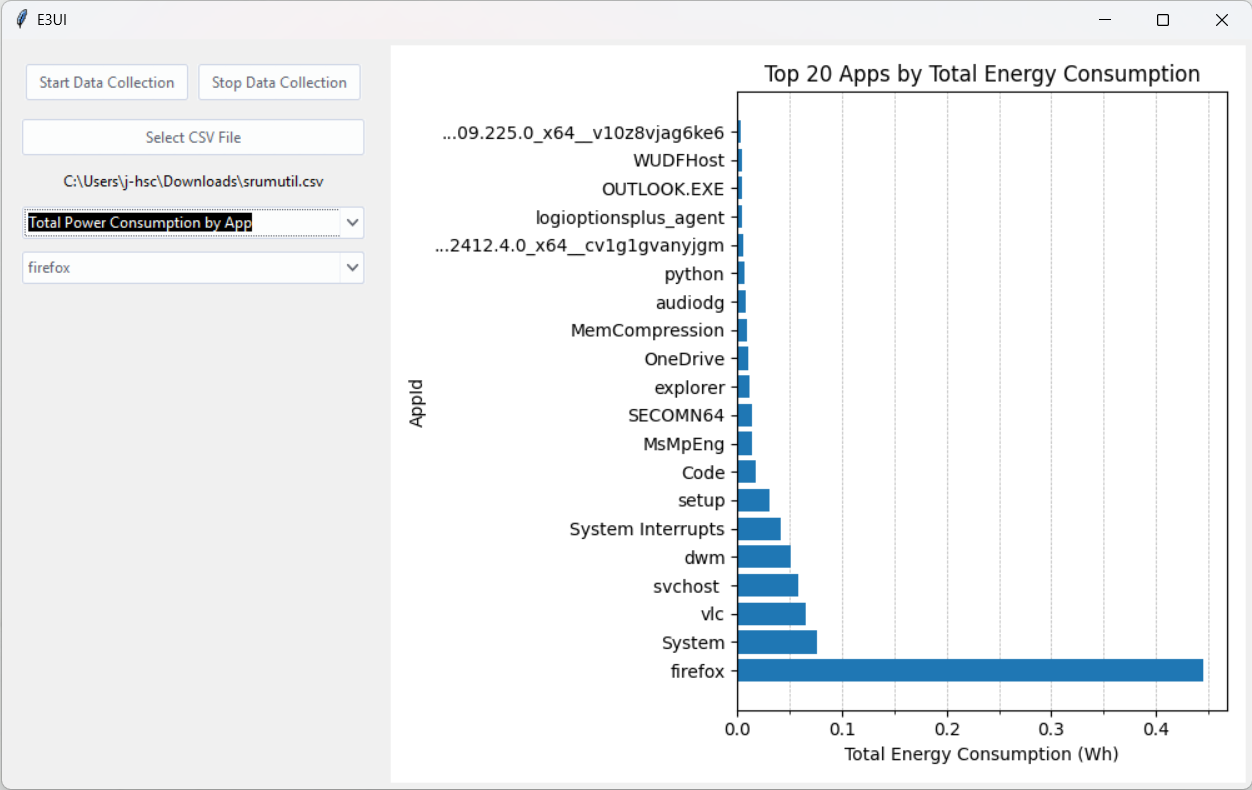 E3UI
Start Data Collection
Stop Data Collection
Select CSV File
C:\Users\j-hsc\Downloads\srumutil.csv
Total Power Consumption by App
firefox
Top 20 Apps by Total Energy Consumption
AppId
...09.225.0_x64__v10z8vjag6ke6
WUDFHost
OUTLOOK.EXE
logioptionsplus_agent
...2412.4.0_x64__cv1g1gvanyjgm
python
audiodg
MemCompression
OneDrive
explorer
SECOMN64
MsMpEng
Code
setup
System Interrupts
dwm
svchost
vlc
System
firefox
0.0 0.1 0.2 0.3 0.4
Total Energy Consumption (Wh)